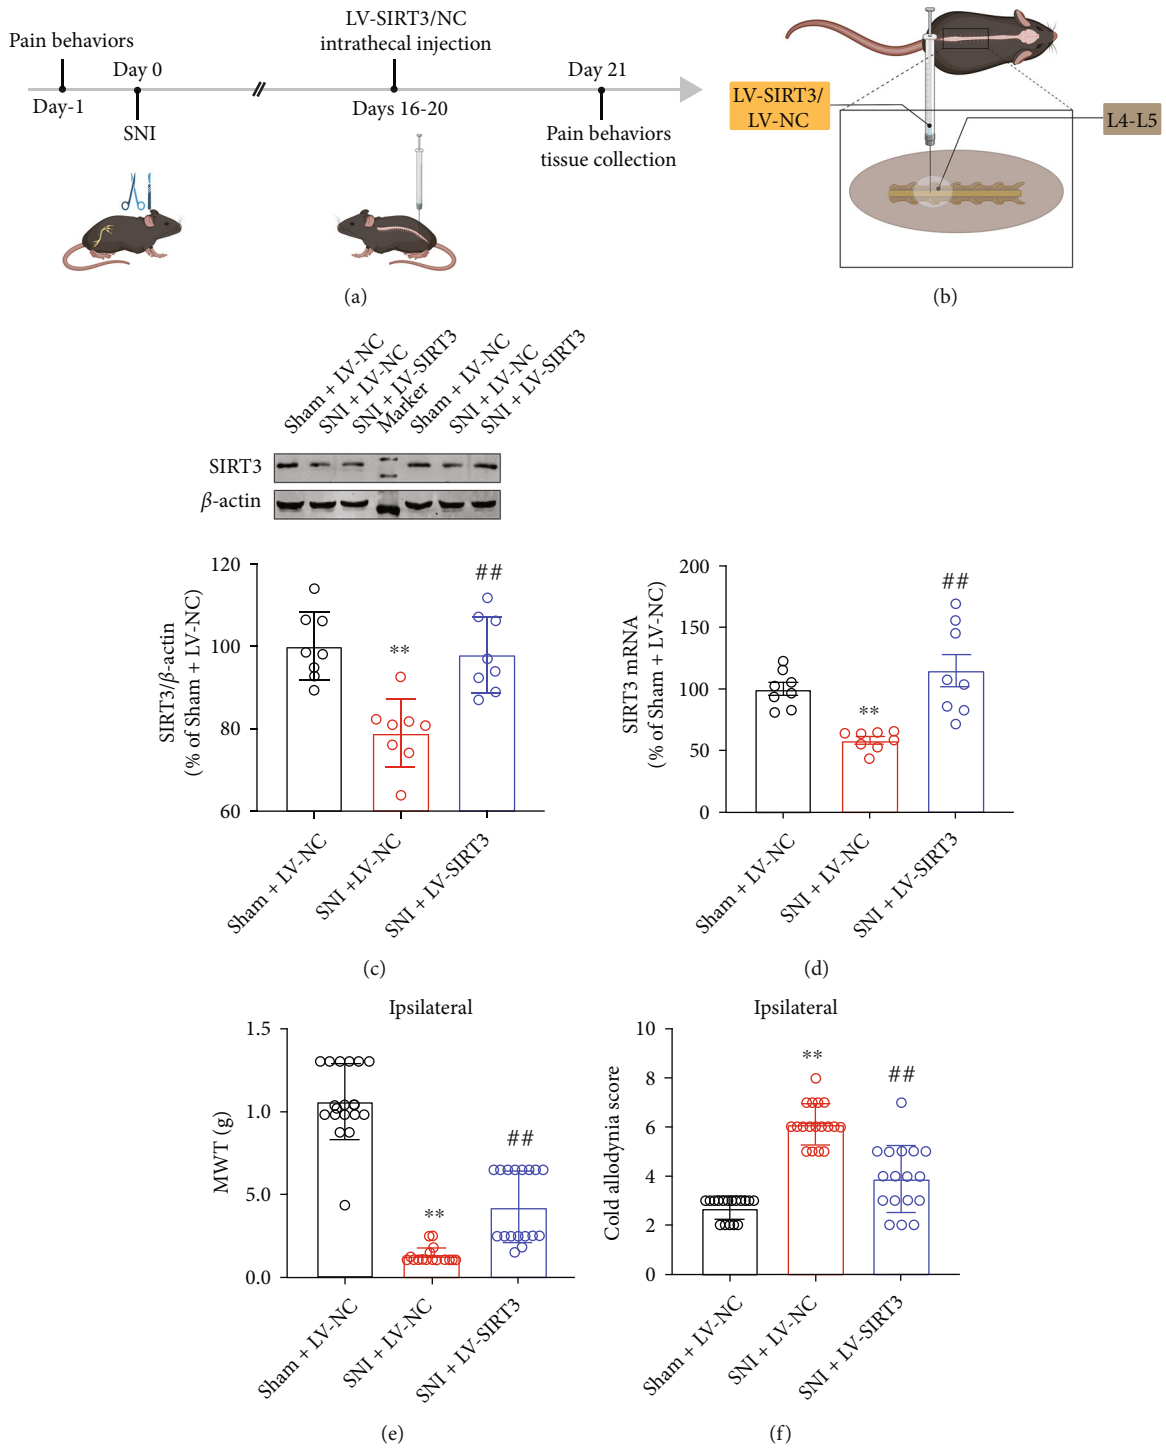 LV-SIRT3/NC
intrathecal injection
Pain behaviors
Day 0
Day 21
Day-1
SNI
Days 16-20
Pain behaviors
tissue collection
(a)
LV-SIRT3/
LV-NC
L4-L5
(b)
Sham + LV-NC
SNI + LV-NC
SNI + LV-SIRT3
Marker
Sham + LV-NC
SNI + LV-NC
SNI + LV-SIRT3
SIRT3
β-actin
SIRT3/β-actin
(% of Sham + LV-NC)
120
100
80
60
**
##
Sham + LV-NC
SNI +LV-NC
SNI + LV-SIRT3
(c)
SIRT3 mRNA
(% of Sham + LV-NC)
200
150
100
50
0
**
##
Sham + LV-NC
SNI + LV-NC
SNI + LV-SIRT3
(d)
Ipsilateral
MWT (g)
1.5
1.0
5.0
0.0
**
##
Sham + LV-NC
SNI + LV-NC
SNI + LV-SIRT3
(e)
Ipsilateral
Cold allodynia score
10
8
6
4
2
0
**
##
Sham + LV-NC
SNI + LV-NC
SNI + LV-SIRT3
(f)